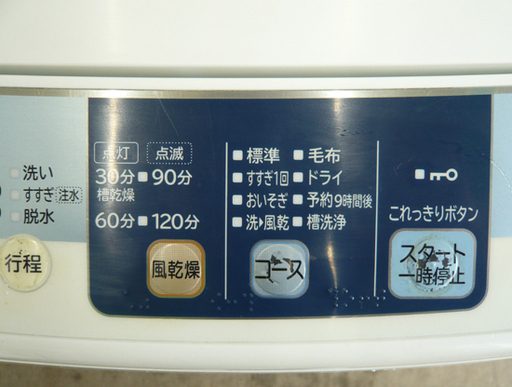 洗い
すすぎ 注水
脱水
行程
点灯 点滅
30分 90分
槽乾燥
60分 120分
風乾燥
標準 毛布
すすぎ1回 ドライ
おいそぎ 予約9時間後
洗▶風乾 槽洗浄
コース
これっきりボタン
スタート
一時停止